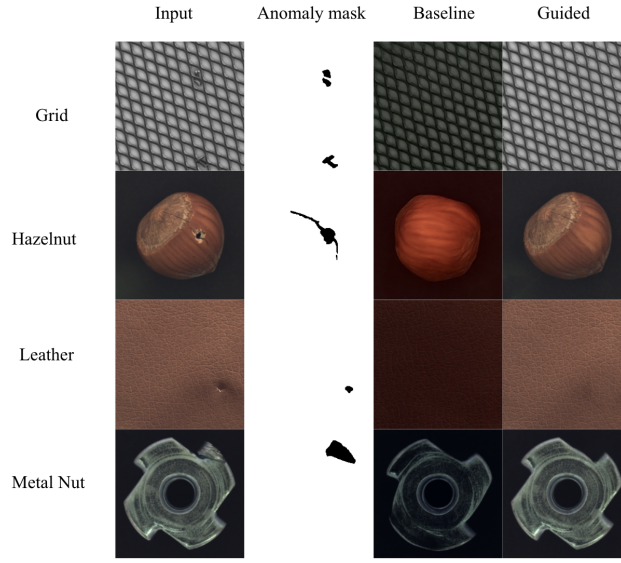 Input Anomaly mask Baseline Guided
Grid
Hazelnut
Leather
Metal Nut